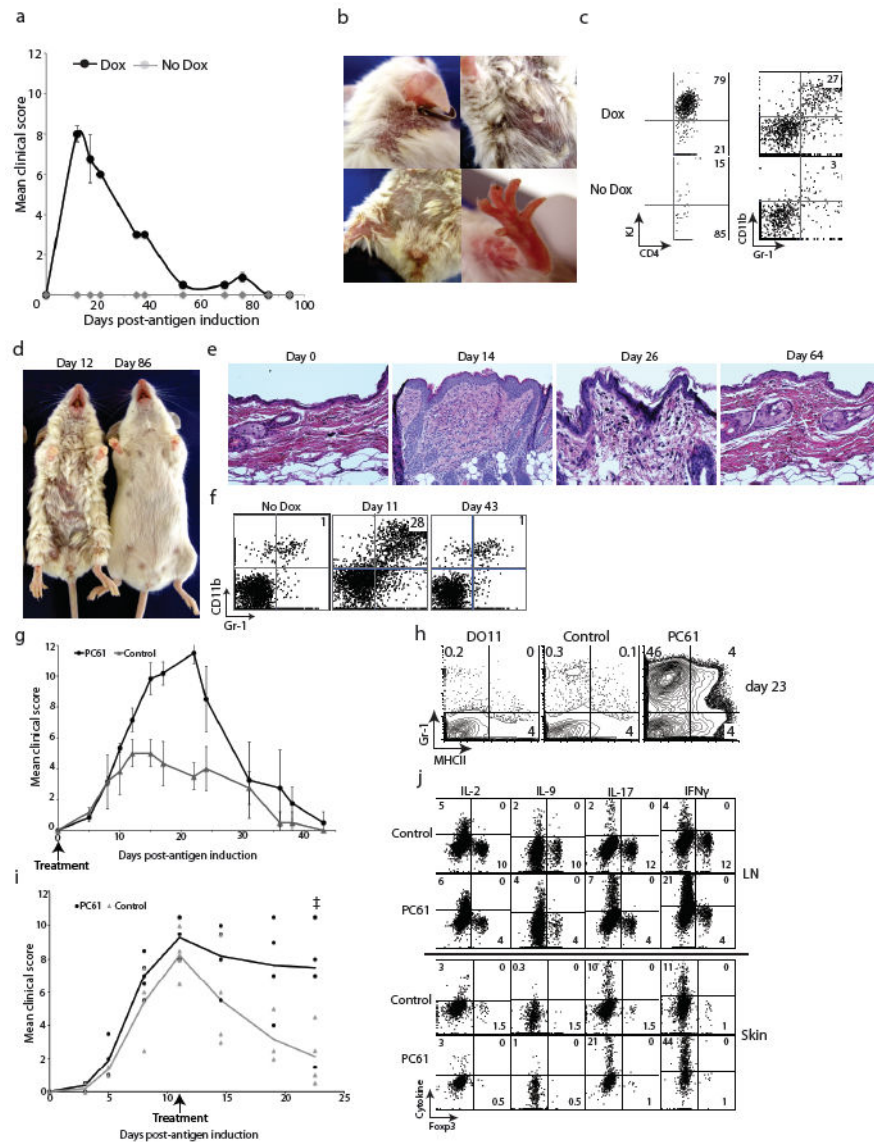 a
12
10
8
6
4
2
0
Dox
No Dox
Mean clinical score
0
20
40
60
80
100
Days post-antigen induction
b
c
Dox
79
21
27
No Dox
15
85
3
KJ
CD4
CD11b
Gr-1
d
Day 12
Day 86
e
Day 0
Day 14
Day 26
Day 64
f
No Dox
Day 11
Day 43
1
28
1
CD11b
Gr-1
g
PC61
Control
12
10
8
6
4
2
0
Mean clinical score
0
10
20
30
40
Treatment
Days post-antigen induction
h
DO11
Control
PC61
0.2
0
4
0.3
0.1
4
46
4
4
day 23
Gr-1
MHCII
i
PC61
Control
‡
12
10
8
6
4
2
0
Mean clinical score
0
5
10
15
20
25
Treatment
Days post-antigen induction
j
IL-2
IL-9
IL-17
IFNγ
Control
5
0
10
2
0
10
2
0
12
4
0
12
LN
PC61
6
0
4
4
0
4
7
0
4
21
0
4
Control
3
0
1.5
0.3
0
1.5
10
0
1.5
11
0
1
Skin
PC61
3
0
0.5
1
0
0.5
21
0
1
44
0
1
Cytokine
Foxp3